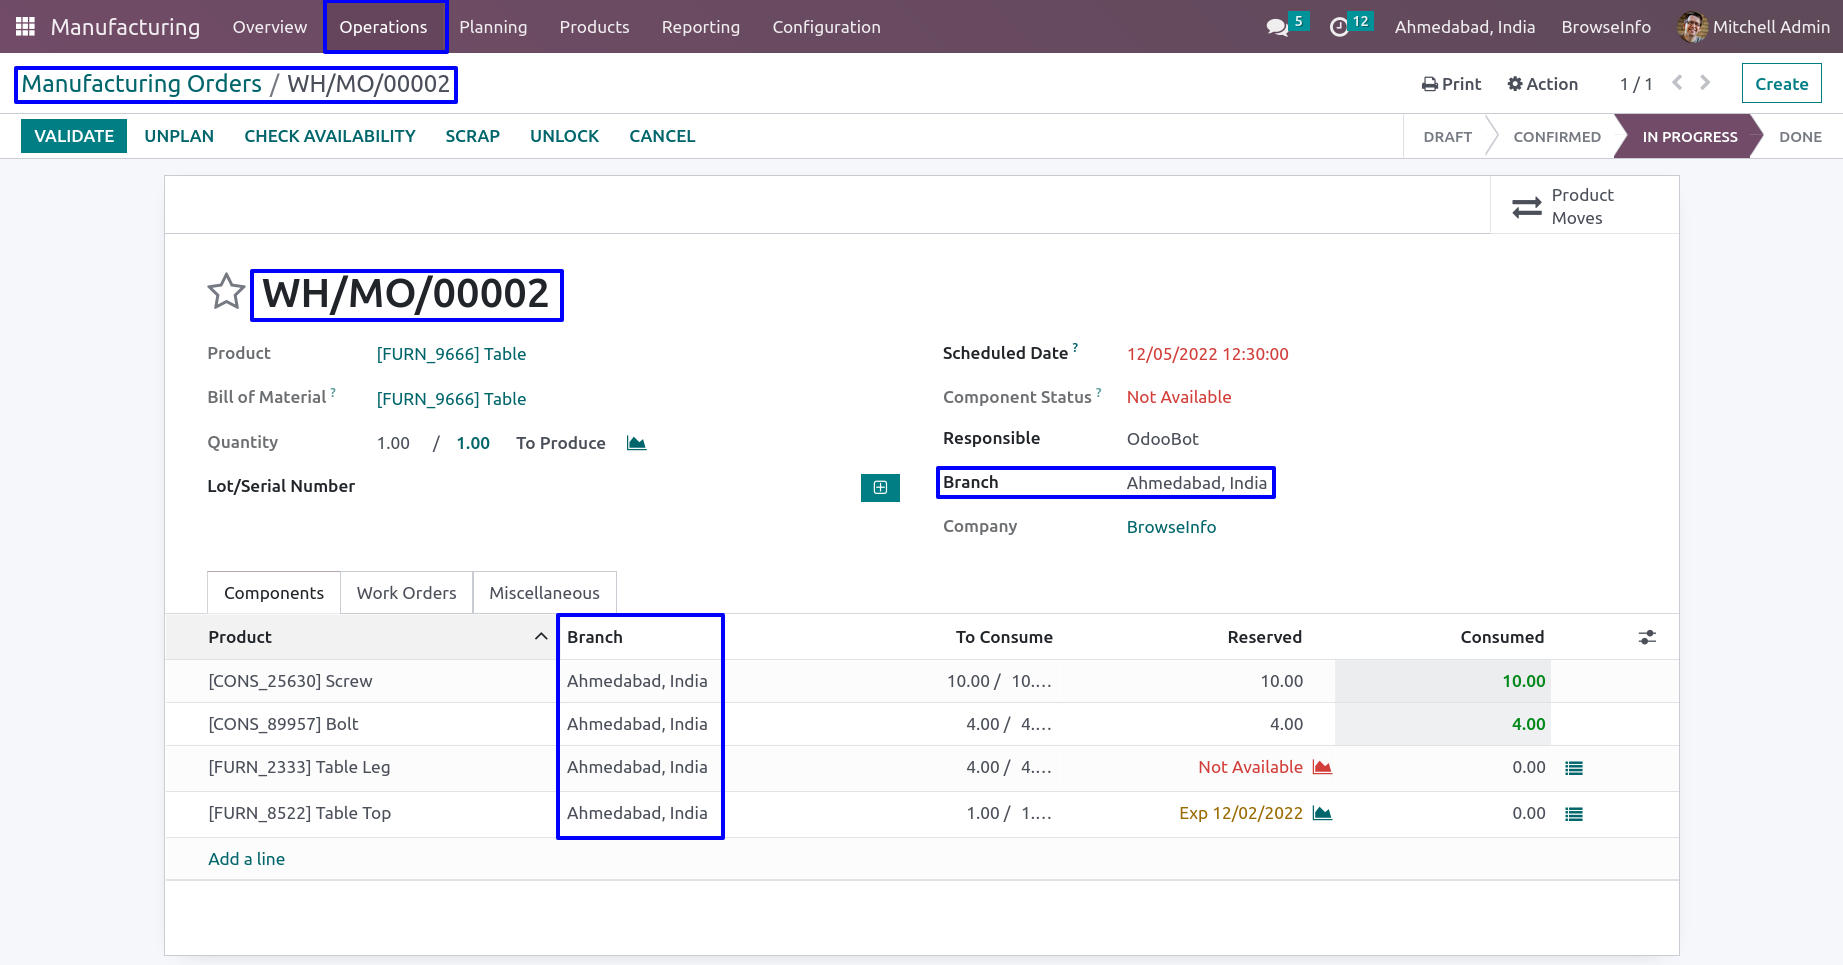 Manufacturing Overview Operations Planning Products Reporting Configuration 5 12 Ahmedabad, India BrowseInfo Mitchell Admin
Manufacturing Orders / WH/MO/00002 Print Action 1 / 1 Create
VALIDATE UNPLAN CHECK AVAILABILITY SCRAP UNLOCK CANCEL DRAFT CONFIRMED IN PROGRESS DONE
Product
Moves
WH/MO/00002
Product [FURN_9666] Table Scheduled Date ? 12/05/2022 12:30:00
Bill of Material ? [FURN_9666] Table Component Status ? Not Available
Quantity 1.00 / 1.00 To Produce Responsible OdooBot
Lot/Serial Number Branch Ahmedabad, India
Company BrowseInfo
Components Work Orders Miscellaneous
Product Branch To Consume Reserved Consumed
[CONS_25630] Screw Ahmedabad, India 10.00 / 10.... 10.00 10.00
[CONS_89957] Bolt Ahmedabad, India 4.00 / 4.... 4.00 4.00
[FURN_2333] Table Leg Ahmedabad, India 4.00 / 4.... Not Available 0.00
[FURN_8522] Table Top Ahmedabad, India 1.00 / 1.... Exp 12/02/2022 0.00
Add a line